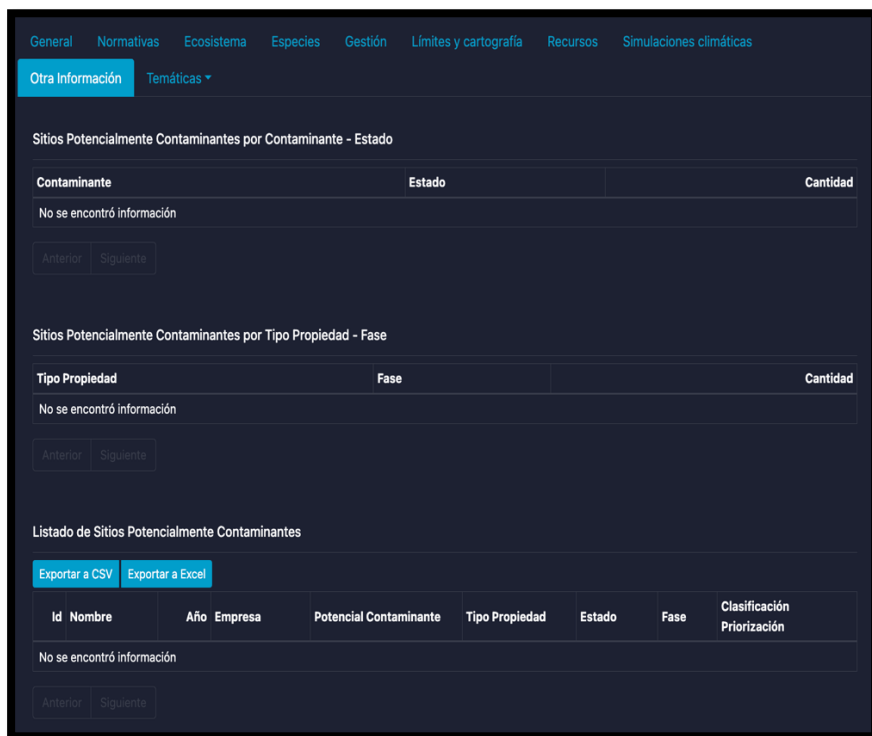 General Normativas Ecosistema Especies Gestión Límites y cartografía Recursos Simulaciones climáticas
Otra Información Temáticas
Sitios Potencialmente Contaminantes por Contaminante - Estado
Contaminante Estado Cantidad
No se encontró información
Anterior Siguiente
Sitios Potencialmente Contaminantes por Tipo Propiedad - Fase
Tipo Propiedad Fase Cantidad
No se encontró información
Anterior Siguiente
Listado de Sitios Potencialmente Contaminantes
Exportar a CSV Exportar a Excel
Id Nombre Año Empresa Potencial Contaminante Tipo Propiedad Estado Fase Clasificación
Priorización
No se encontró información
Anterior Siguiente